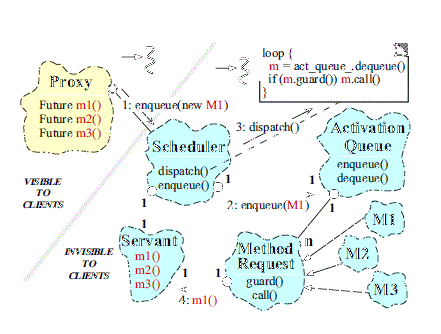 loop {
m = act_queue_.dequeue()
if (m.guard()) m.call()
}
Proxy
Future m1()
Future m2()
Future m3()
1: enqueue(new M1)
3: dispatch()
Scheduler
dispatch()
enqueue()
Activation
Queue
enqueue()
dequeue()
VISIBLE
TO
CLIENTS
1
1
1
2: enqueue(M1)
1
INVISIBLE
TO
CLIENTS
Servant
m1()
m2()
m3()
1
1
4: m1()
Method
Request
guard()
call()
n
M1
M2
M3